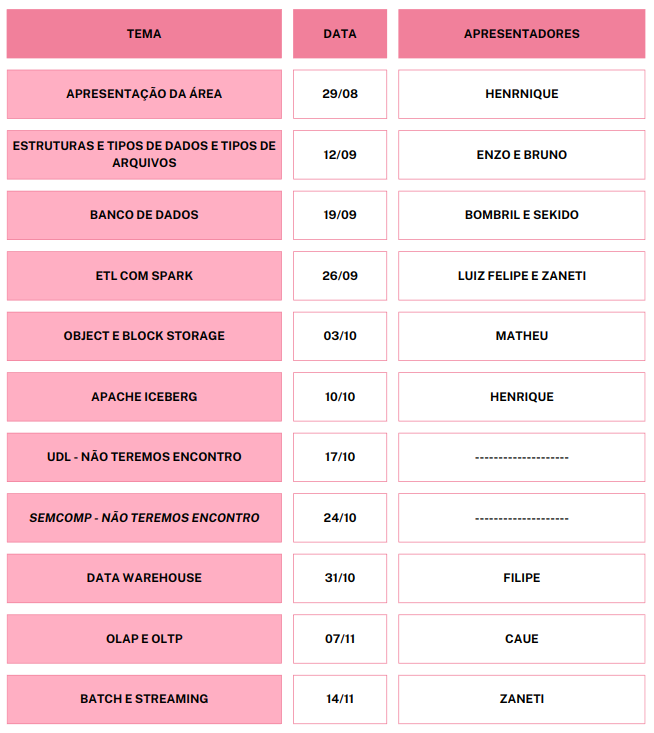 TEMA DATA APRESENTADORES
APRESENTAÇÃO DA ÁREA 29/08 HENRNIQUE
ESTRUTURAS E TIPOS DE DADOS E TIPOS DE
ARQUIVOS 12/09 ENZO E BRUNO
BANCO DE DADOS 19/09 BOMBRIL E SEKIDO
ETL COM SPARK 26/09 LUIZ FELIPE E ZANETI
OBJECT E BLOCK STORAGE 03/10 MATHEU
APACHE ICEBERG 10/10 HENRIQUE
UDL - NÃO TEREMOS ENCONTRO 17/10 --------------------
SEMCOMP - NÃO TEREMOS ENCONTRO 24/10 --------------------
DATA WAREHOUSE 31/10 FILIPE
OLAP E OLTP 07/11 CAUE
BATCH E STREAMING 14/11 ZANETI